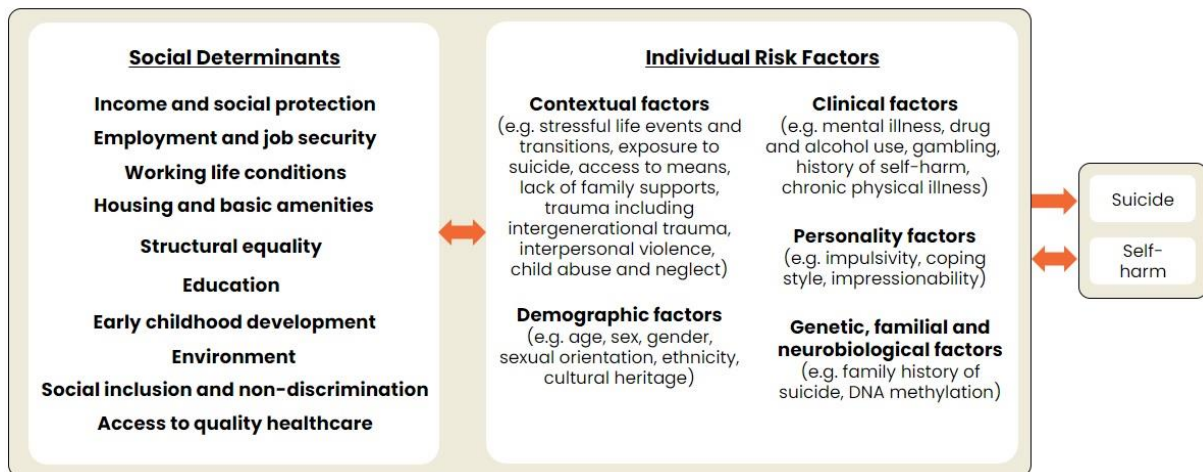 Social Determinants
Income and social protection
Employment and job security
Working life conditions
Housing and basic amenities
Structural equality
Education
Early childhood development
Environment
Social inclusion and non-discrimination
Access to quality healthcare
Individual Risk Factors
Contextual factors
(e.g. stressful life events and
transitions, exposure to
suicide, access to means,
lack of family supports,
trauma including
intergenerational trauma,
interpersonal violence,
child abuse and neglect)
Demographic factors
(e.g. age, sex, gender,
sexual orientation, ethnicity,
cultural heritage)
Clinical factors
(e.g. mental illness, drug
and alcohol use, gambling,
history of self-harm,
chronic physical illness)
Personality factors
(e.g. impulsivity, coping
style, impressionability)
Genetic, familial and
neurobiological factors
(e.g. family history of
suicide, DNA methylation)
Suicide
Self-
harm